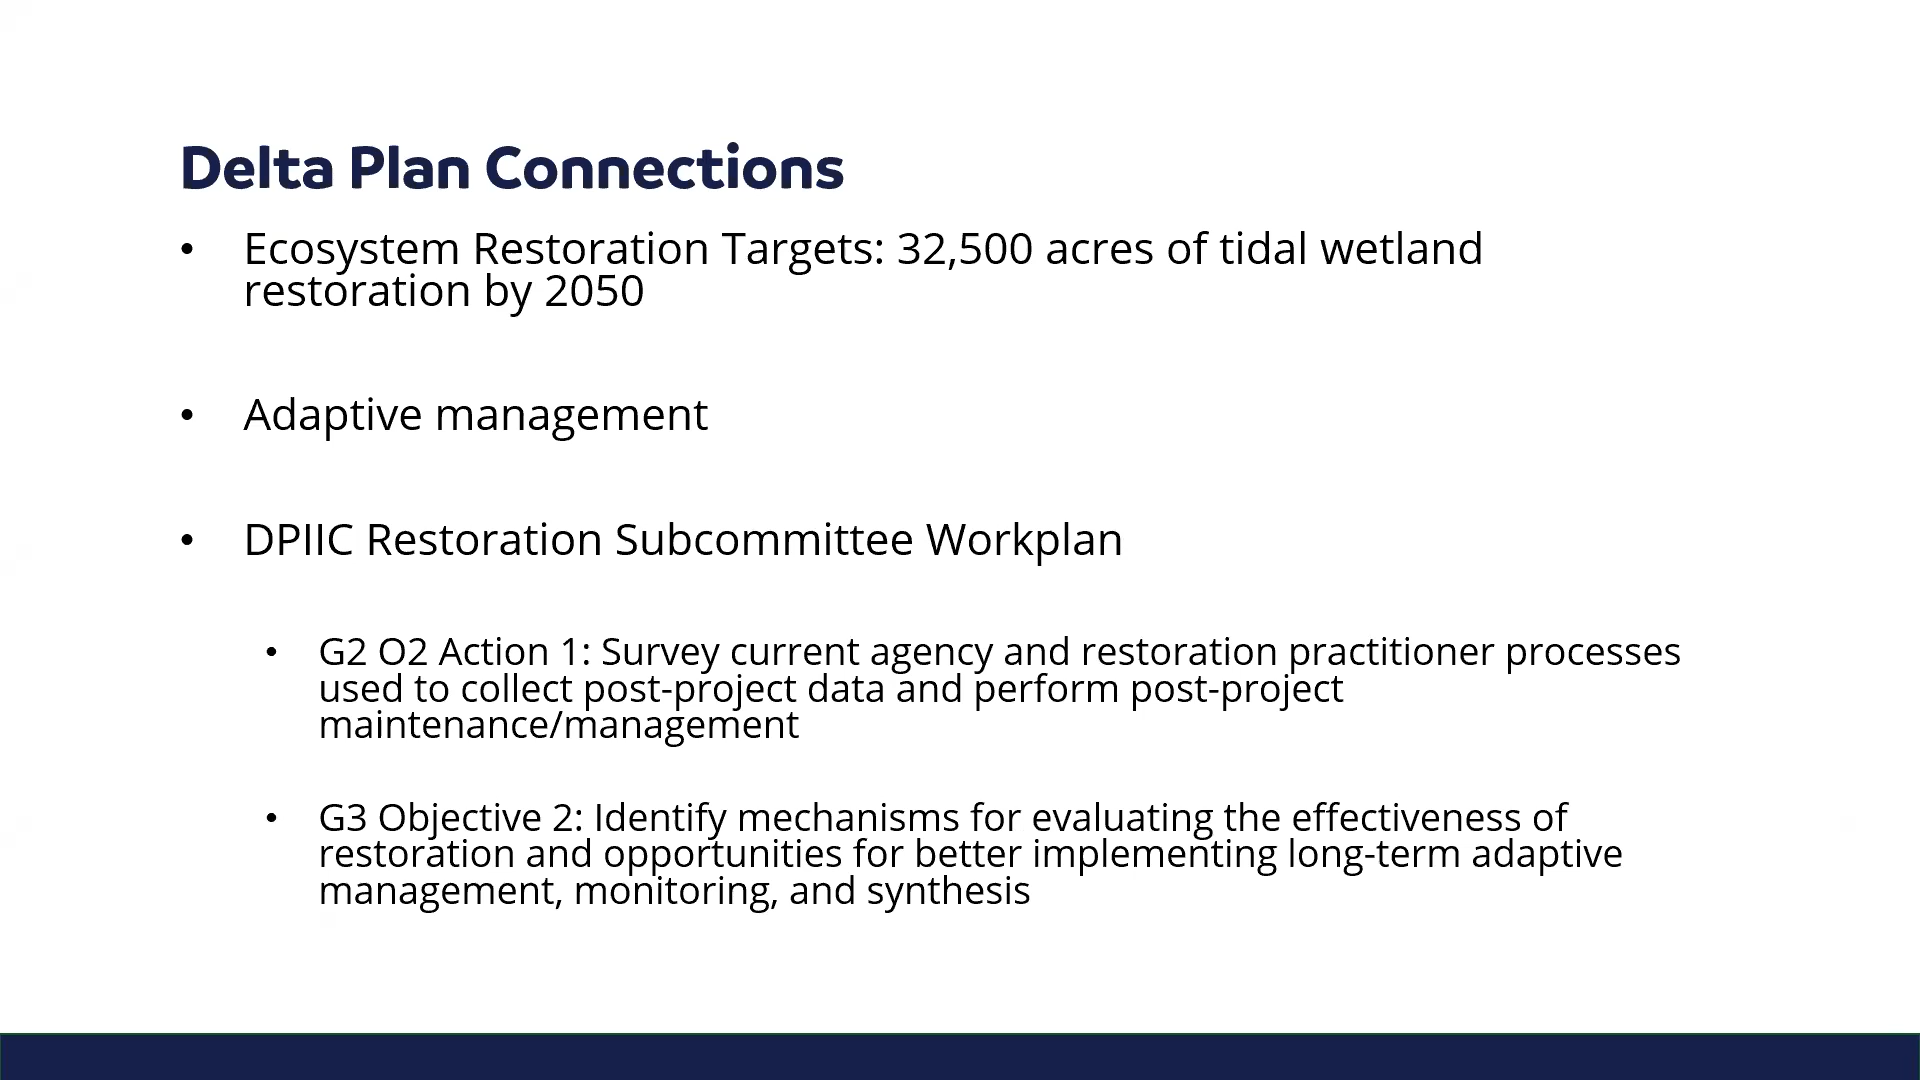 Delta Plan Connections
• Ecosystem Restoration Targets: 32,500 acres of tidal wetland
restoration by 2050
• Adaptive management
• DPIIC Restoration Subcommittee Workplan
• G2 O2 Action 1: Survey current agency and restoration practitioner processes
used to collect post-project data and perform post-project
maintenance/management
• G3 Objective 2: Identify mechanisms for evaluating the effectiveness of
restoration and opportunities for better implementing long-term adaptive
management, monitoring, and synthesis